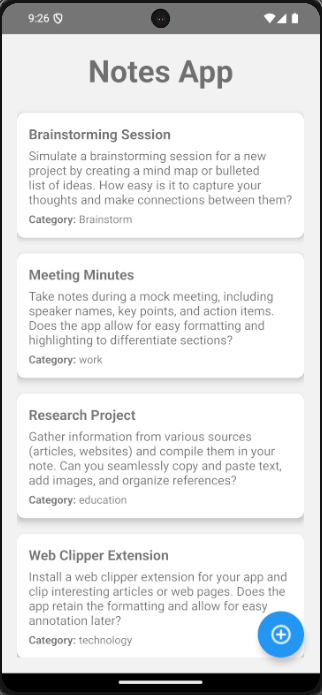 9:26
Notes App
Brainstorming Session
Simulate a brainstorming session for a new
project by creating a mind map or bulleted
list of ideas. How easy is it to capture your
thoughts and make connections between them?
Category: Brainstorm
Meeting Minutes
Take notes during a mock meeting, including
speaker names, key points, and action items.
Does the app allow for easy formatting and
highlighting to differentiate sections?
Category: work
Research Project
Gather information from various sources
(articles, websites) and compile them in your
note. Can you seamlessly copy and paste text,
add images, and organize references?
Category: education
Web Clipper Extension
Install a web clipper extension for your app and
clip interesting articles or web pages. Does the
app retain the formatting and allow for easy
annotation later?
Category: technology